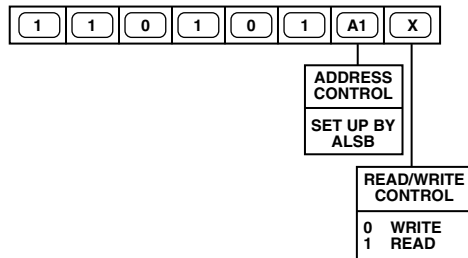 1 1 0 1 0 1 A1 X
ADDRESS
CONTROL
SET UP BY
ALSB
READ/WRITE
CONTROL
0 WRITE
1 READ